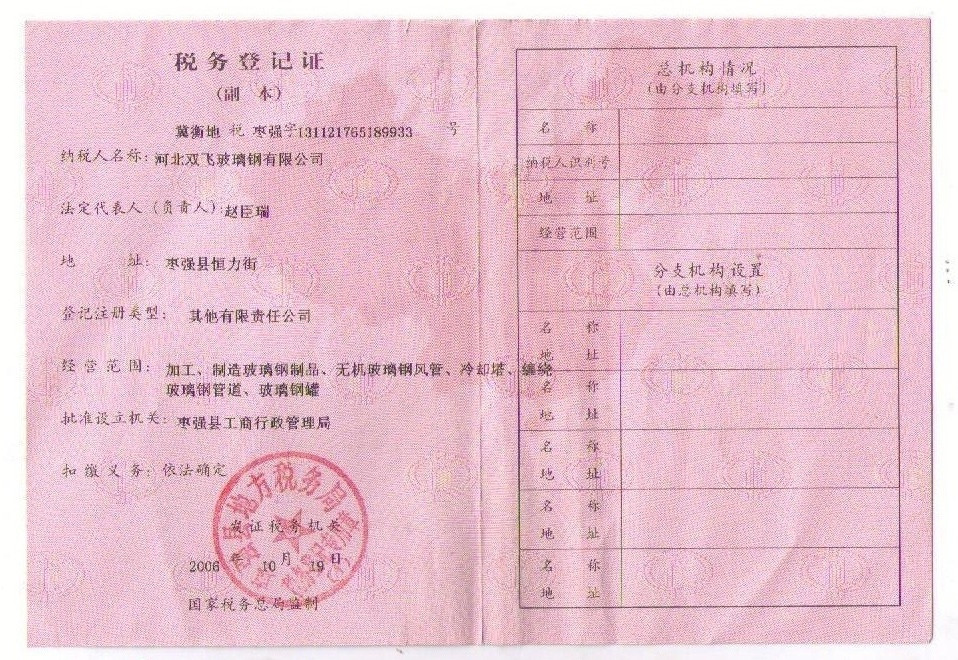 税务登记证
(副 本)
冀衡地 税 枣强字131121765189933 号
纳税人名称: 河北双飞玻璃钢有限公司
法定代表人(负责人): 赵臣瑞
地 址: 枣强县恒力街
登记注册类型: 其他有限责任公司
经营范围: 加工、制造玻璃钢制品、无机玻璃钢风管、冷却塔、缠绕
玻璃钢管道、玻璃钢罐
批准设立机关: 枣强县工商行政管理局
扣缴义务: 依法确定
县地方税务局
发证税务机关
2006 年 10 月 19 日
国家税务总局监制
总机构情况
(由分支机构填写)
名 称
纳税人识别号
地 址
经营范围
分支机构设置
(由总机构填写)
名 称
地 址
名 称
地 址
名 称
地 址
名 称
地 址
名 称
地 址